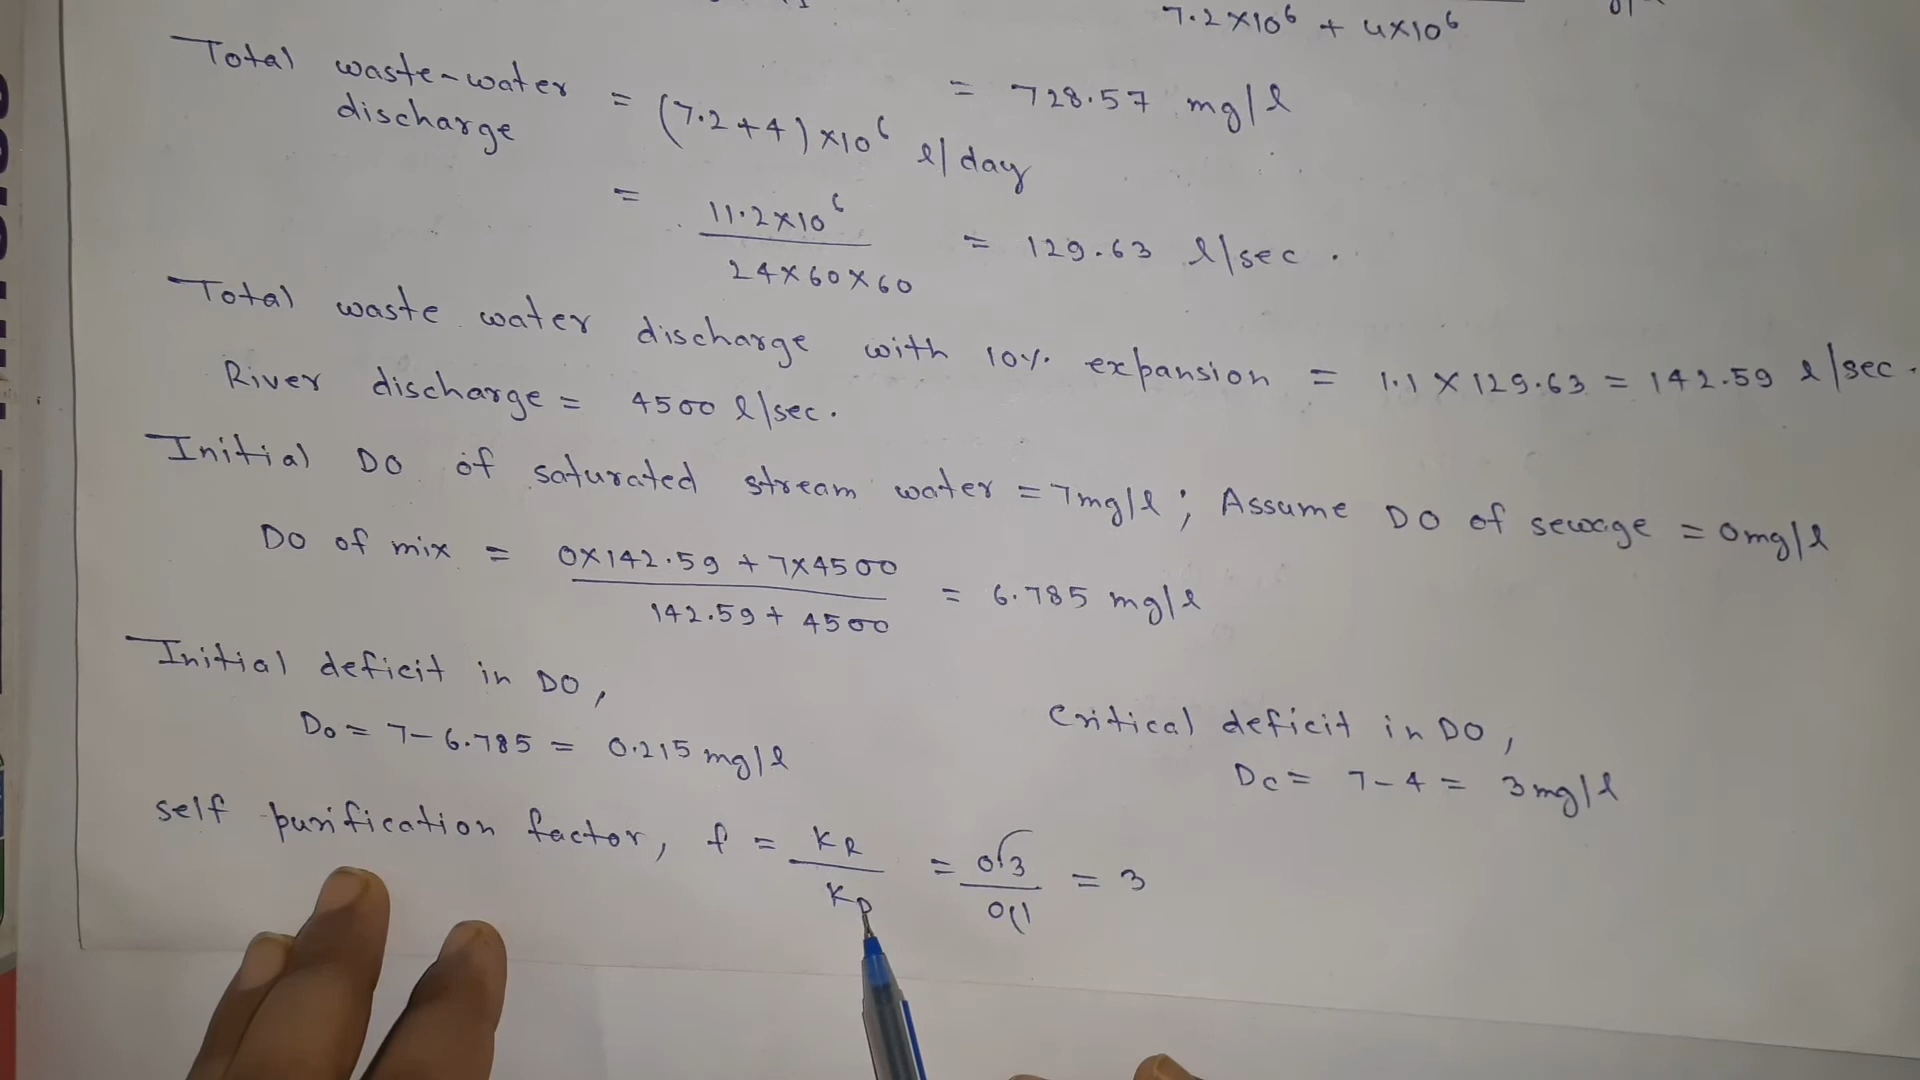 7.2×10⁶ + 4×10⁶
= 728.57 mg/l
Total waste-water discharge = (7.2+4)×10⁶ l/day
= 11.2×10⁶ / 24×60×60 = 129.63 l/sec.
Total waste water discharge with 10% expansion = 1.1 × 129.63 = 142.59 l/sec.
River discharge = 4500 l/sec.
Initial DO of saturated stream water = 7mg/l; Assume DO of sewage = 0mg/l
DO of mix = 0×142.59 + 7×4500 / 142.59 + 4500 = 6.785 mg/l
Initial deficit in DO,
D₀ = 7-6.785 = 0.215 mg/l
Critical deficit in DO,
Dc = 7-4 = 3mg/l
self purification factor, f = KR / KD = 0.3 / 0.1 = 3